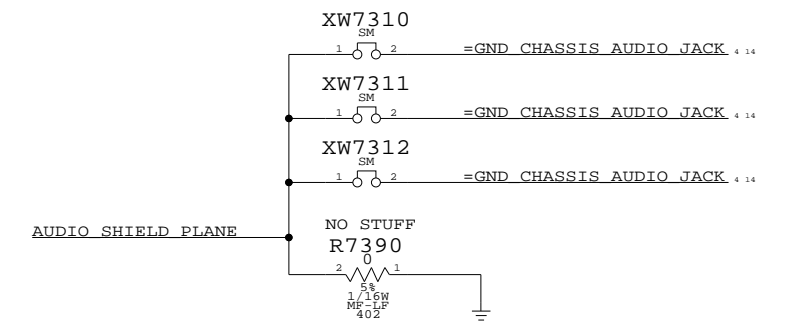 XW7310
SM
1 2 =GND_CHASSIS_AUDIO_JACK 4 14
XW7311
SM
1 2 =GND_CHASSIS_AUDIO_JACK 4 14
XW7312
SM
1 2 =GND_CHASSIS_AUDIO_JACK 4 14
AUDIO_SHIELD_PLANE
NO STUFF
R7390
0
2 1
5%
1/16W
MF-LF
402